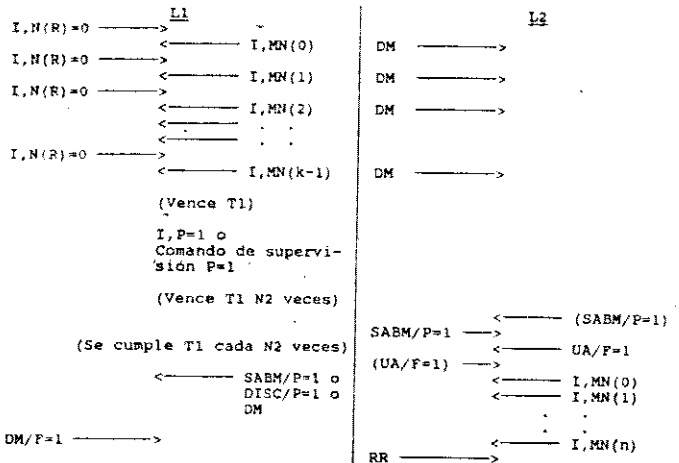 L1
I,N(R)=0
I,MN(0)
I,N(R)=0
I,MN(1)
I,N(R)=0
I,MN(2)
. .
. .
I,N(R)=0
I,MN(k-1)
(Vence T1)
I,P=1 o
Comando de supervi-
sión P=1
(Vence T1 N2 veces)
(Se cumple T1 cada N2 veces)
SABM/P=1 o
DISC/P=1 o
DM
DM/F=1
L2
DM
DM
DM
DM
(SABM/P=1)
SABM/P=1
UA/F=1
(UA/F=1)
I,MN(0)
I,MN(1)
. .
. .
I,MN(n)
RR